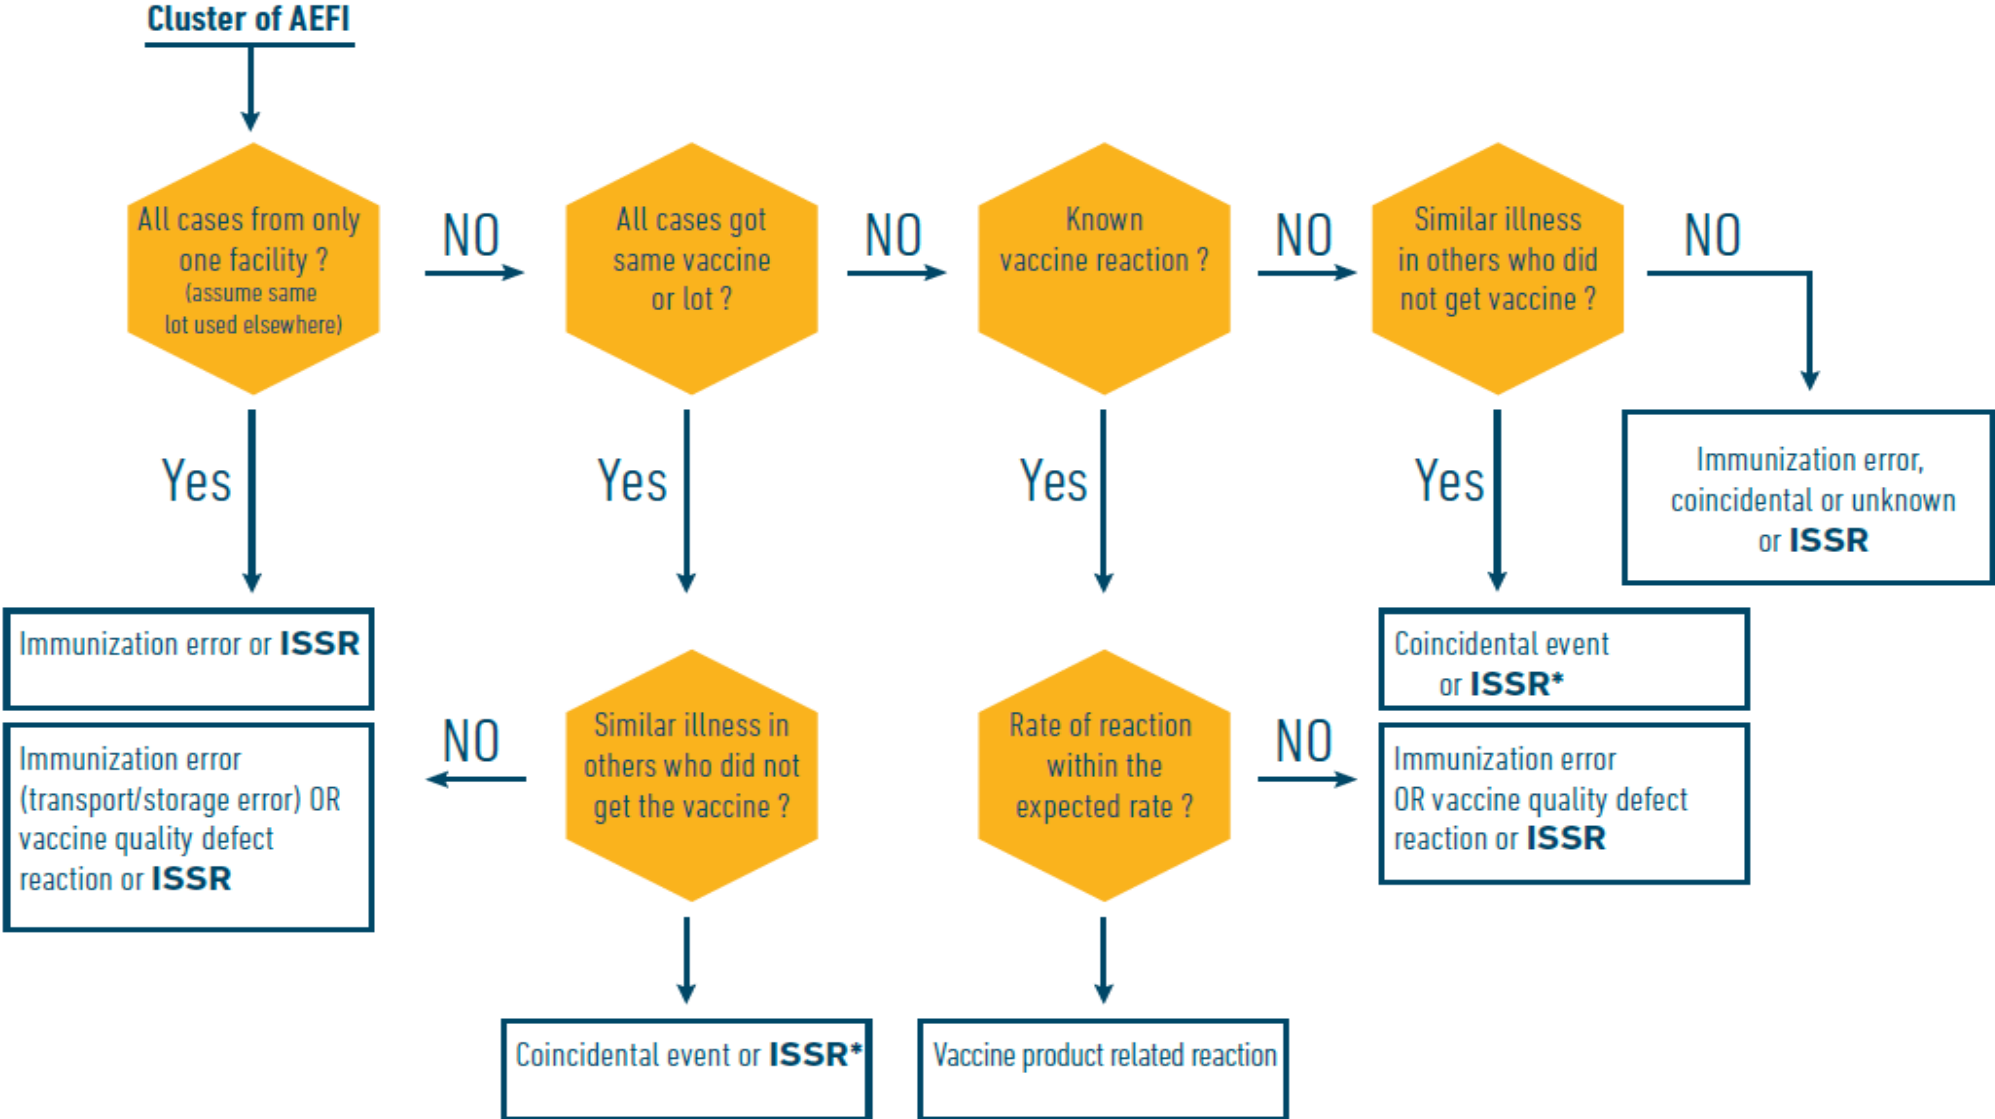 Cluster of AEFI
All cases from only
one facility ?
(assume same
lot used elsewhere)
NO
All cases got
same vaccine
or lot ?
NO
Known
vaccine reaction ?
NO
Similar illness
in others who did
not get vaccine ?
NO
Yes
Yes
Yes
Yes
Immunization error,
coincidental or unknown
or ISSR
Immunization error or ISSR
Coincidental event
or ISSR*
Immunization error
(transport/storage error) OR
vaccine quality defect
reaction or ISSR
NO
Similar illness in
others who did not
get the vaccine ?
Rate of reaction
within the
expected rate ?
NO
Immunization error
OR vaccine quality defect
reaction or ISSR
Coincidental event or ISSR*
Vaccine product related reaction